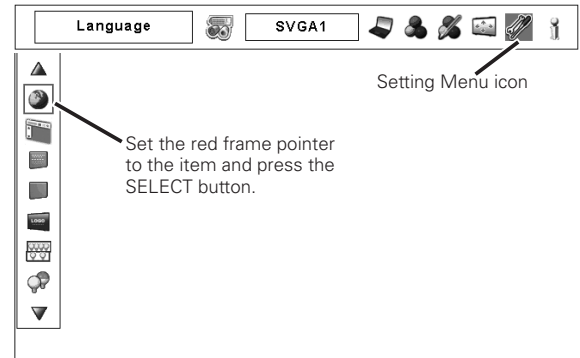 Language
SVGA1
Setting Menu icon
Set the red frame pointer
to the item and press the
SELECT button.
LOGO